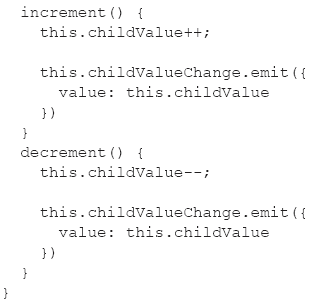 increment() {
this.childValue++;
this.childValueChange.emit({
value: this.childValue
})
}
decrement() {
this.childValue--;
this.childValueChange.emit({
value: this.childValue
})
}
}